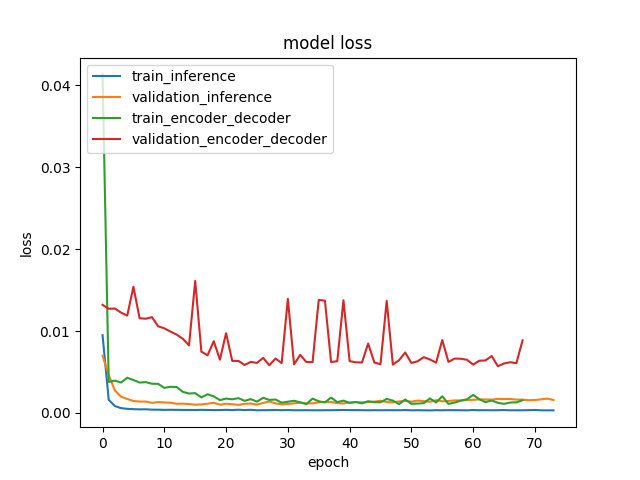 model loss
train_inference
validation_inference
train_encoder_decoder
validation_encoder_decoder
0.04
0.03
0.02
0.01
0.00
loss
0 10 20 30 40 50 60 70
epoch